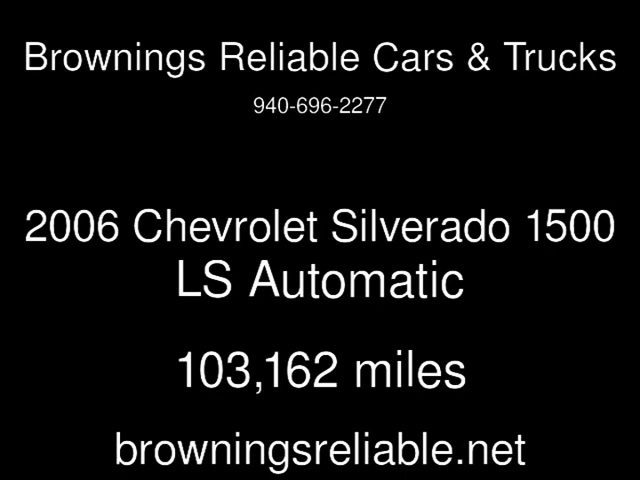 Brownings Reliable Cars & Trucks
940-696-2277
2006 Chevrolet Silverado 1500
LS Automatic
103,162 miles
browningsreliable.net